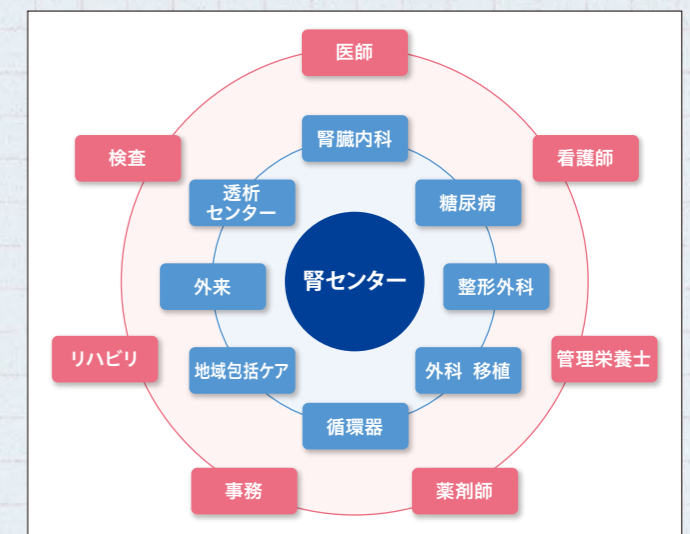 医師
腎臓内科
検査
看護師
透析
センター
糖尿病
腎センター
外来
整形外科
リハビリ
地域包括ケア
外科 移植
管理栄養士
循環器
事務
薬剤師